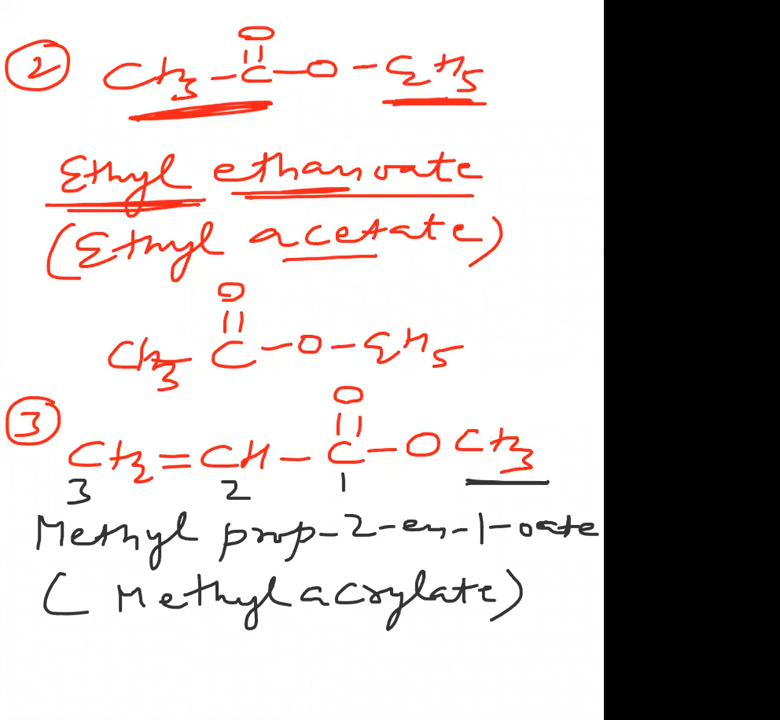 ②
O
CH3 - C - O - C2H5
Ethyl ethanoate
(Ethyl acetate)
O
CH3 C - O - C2H5
③
O
CH2 = CH - C - O CH3
3 2 1
Methyl prop-2-en-1-oate
(Methyl acrylate)